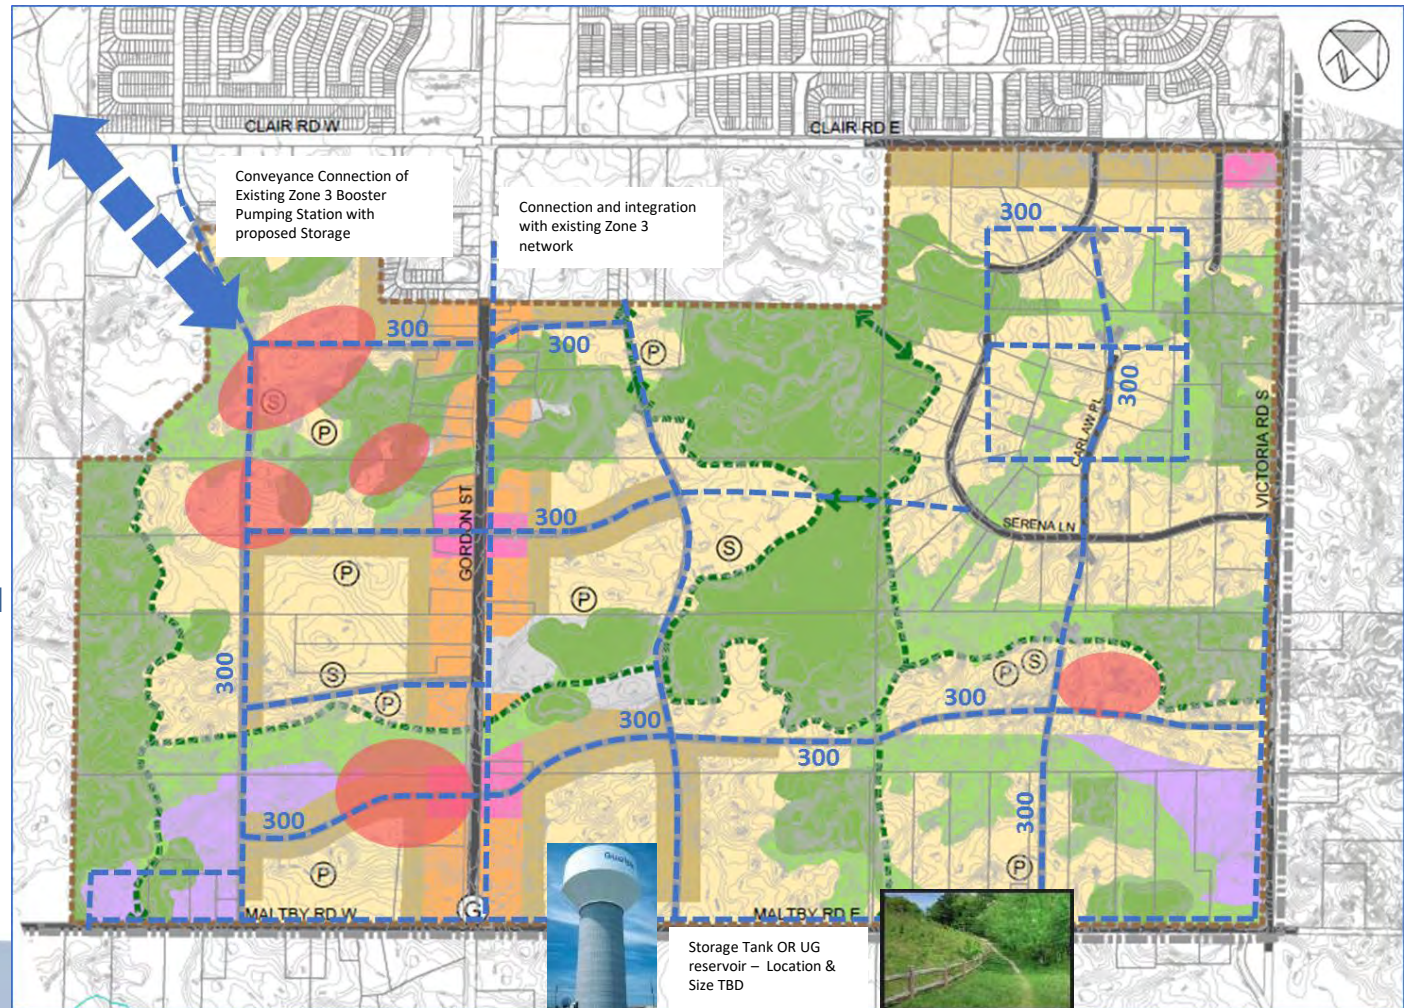 CLAIR RD W
CLAIR RD E
Conveyance Connection of
Existing Zone 3 Booster
Pumping Station with
proposed Storage
Connection and integration
with existing Zone 3
network
300
300
300
P
300
S
P
CARLAW PL
VICTORIA RD S
GORDON ST
300
SERENA LN
S
P
P
300
S
P
P
S
300
300
300
300
300
P
P
G
MALTBY RD W
MALTBY RD E
Storage Tank OR UG
reservoir – Location &
Size TBD